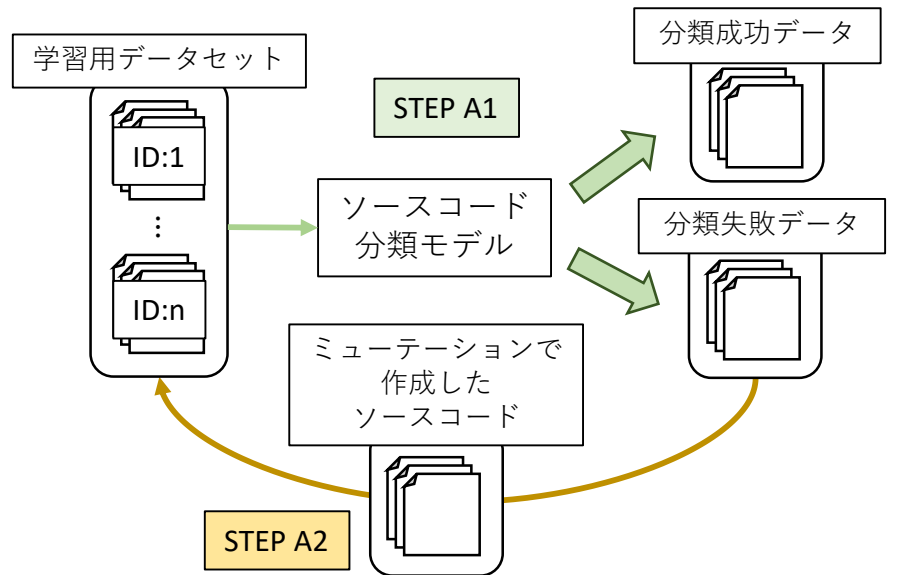 学習用データセット
ID:1
⋮
ID:n
STEP A1
ソースコード
分類モデル
分類成功データ
分類失敗データ
ミューテーションで
作成した
ソースコード
STEP A2